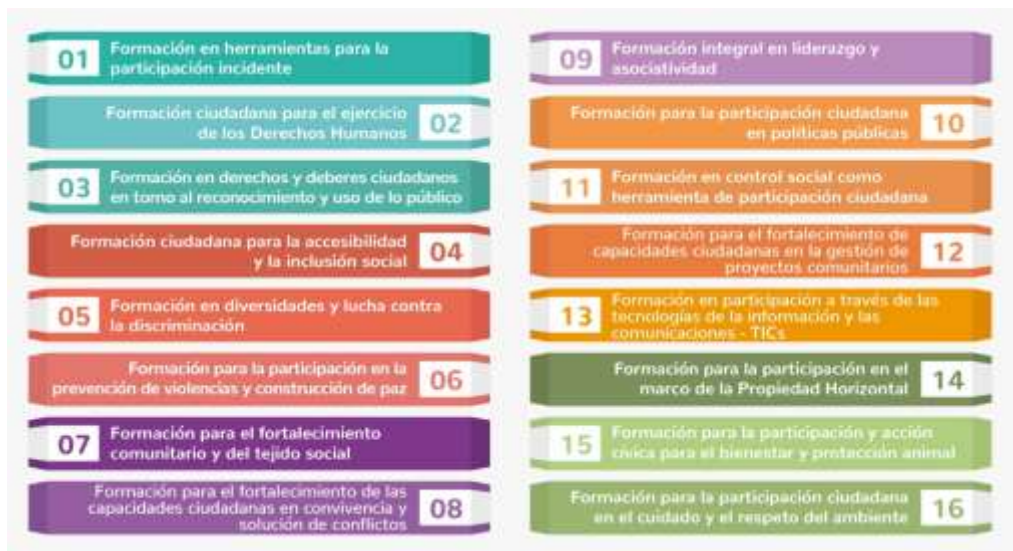 01
Formación en herramientas para la
participación incidente
Formación ciudadana para el ejercicio
de los Derechos Humanos
02
03
Formación en derechos y deberes ciudadanos
en torno al reconocimiento y uso de lo público
Formación ciudadana para la accesibilidad
y la inclusión social
04
05
Formación en diversidades y lucha contra
la discriminación
Formación para la participación en la
prevención de violencias y construcción de paz
06
07
Formación para el fortalecimiento
comunitario y del tejido social
Formación para el fortalecimiento de las
capacidades ciudadanas en convivencia y
solución de conflictos
08
09
Formación integral en liderazgo y
asociatividad
Formación para la participación ciudadana
en políticas públicas
10
11
Formación en control social como
herramienta de participación ciudadana
Formación para el fortalecimiento de
capacidades ciudadanas en la gestión de
proyectos comunitarios
12
13
Formación en participación a través de las
tecnologías de la información y las
comunicaciones - TICs
Formación para la participación en el
marco de la Propiedad Horizontal
14
15
Formación para la participación y acción
cívica para el bienestar y protección animal
Formación para la participación ciudadana
en el cuidado y el respeto del ambiente
16